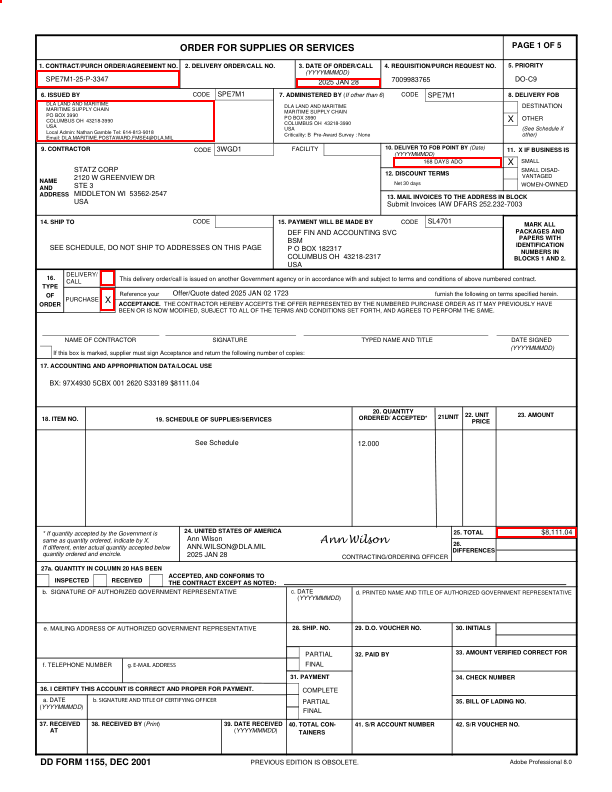 ORDER FOR SUPPLIES OR SERVICES
PAGE 1 OF 5
1. CONTRACT/PURCH ORDER/AGREEMENT NO.
SPE7M1-25-P-3347
2. DELIVERY ORDER/CALL NO.
3. DATE OF ORDER/CALL
(YYYYMMMDD)
2025 JAN 28
4. REQUISITION/PURCH REQUEST NO.
7009983765
5. PRIORITY
DO-C9
6. ISSUED BY
CODE
SPE7M1
DLA LAND AND MARITIME
MARITIME SUPPLY CHAIN
PO BOX 3990
COLUMBUS OH 43218-3990
USA
Local Admin: Nathan Gamble Tel: 614-813-9018
Email: DLA.MARITIME.POSTAWARD.FMSE4@DLA.MIL
7. ADMINISTERED BY (If other than 6)
CODE
SPE7M1
DLA LAND AND MARITIME
MARITIME SUPPLY CHAIN
PO BOX 3990
COLUMBUS OH 43218-3990
USA
Criticality: B Pre-Award Survey : None
8. DELIVERY FOB
DESTINATION
X OTHER
(See Schedule if
other)
9. CONTRACTOR
CODE
3WGD1
FACILITY
NAME
AND
ADDRESS
STATZ CORP
2120 W GREENVIEW DR
STE 3
MIDDLETON WI 53562-2547
USA
10. DELIVER TO FOB POINT BY (Date)
(YYYYMMMDD)
168 DAYS ADO
11. X IF BUSINESS IS
X SMALL
SMALL DISAD-
VANTAGED
WOMEN-OWNED
12. DISCOUNT TERMS
Net 30 days
13. MAIL INVOICES TO THE ADDRESS IN BLOCK
Submit Invoices IAW DFARS 252.232-7003
14. SHIP TO
CODE
SEE SCHEDULE, DO NOT SHIP TO ADDRESSES ON THIS PAGE
15. PAYMENT WILL BE MADE BY
CODE
SL4701
DEF FIN AND ACCOUNTING SVC
BSM
P O BOX 182317
COLUMBUS OH 43218-2317
USA
MARK ALL
PACKAGES AND
PAPERS WITH
IDENTIFICATION
NUMBERS IN
BLOCKS 1 AND 2.
16.
TYPE
OF
ORDER
DELIVERY/
CALL
This delivery order/call is issued on another Government agency or in accordance with and subject to terms and conditions of above numbered contract.
PURCHASE X
Reference your Offer/Quote dated 2025 JAN 02 1723 furnish the following on terms specified herein.
ACCEPTANCE. THE CONTRACTOR HEREBY ACCEPTS THE OFFER REPRESENTED BY THE NUMBERED PURCHASE ORDER AS IT MAY PREVIOUSLY HAVE
BEEN OR IS NOW MODIFIED, SUBJECT TO ALL OF THE TERMS AND CONDITIONS SET FORTH, AND AGREES TO PERFORM THE SAME.
NAME OF CONTRACTOR
SIGNATURE
TYPED NAME AND TITLE
DATE SIGNED
(YYYYMMMDD)
If this box is marked, supplier must sign Acceptance and return the following number of copies:
17. ACCOUNTING AND APPROPRIATION DATA/LOCAL USE
BX: 97X4930 5CBX 001 2620 S33189 $8111.04
18. ITEM NO.
19. SCHEDULE OF SUPPLIES/SERVICES
20. QUANTITY
ORDERED/ ACCEPTED*
21UNIT
22. UNIT
PRICE
23. AMOUNT
See Schedule
12.000
* If quantity accepted by the Government is
same as quantity ordered, indicate by X.
If different, enter actual quantity accepted below
quantity ordered and encircle.
24. UNITED STATES OF AMERICA
Ann Wilson
ANN.WILSON@DLA.MIL
2025 JAN 28
Ann Wilson
CONTRACTING/ORDERING OFFICER
25. TOTAL
$8,111.04
26.
DIFFERENCES
27a. QUANTITY IN COLUMN 20 HAS BEEN
INSPECTED
RECEIVED
ACCEPTED, AND CONFORMS TO
THE CONTRACT EXCEPT AS NOTED:
b. SIGNATURE OF AUTHORIZED GOVERNMENT REPRESENTATIVE
c. DATE
(YYYYMMMDD)
d. PRINTED NAME AND TITLE OF AUTHORIZED GOVERNMENT REPRESENTATIVE
e. MAILING ADDRESS OF AUTHORIZED GOVERNMENT REPRESENTATIVE
28. SHIP. NO.
29. D.O. VOUCHER NO.
30. INITIALS
PARTIAL
FINAL
32. PAID BY
33. AMOUNT VERIFIED CORRECT FOR
f. TELEPHONE NUMBER
g. E-MAIL ADDRESS
31. PAYMENT
COMPLETE
PARTIAL
FINAL
34. CHECK NUMBER
36. I CERTIFY THIS ACCOUNT IS CORRECT AND PROPER FOR PAYMENT.
a. DATE
(YYYYMMMDD)
b. SIGNATURE AND TITLE OF CERTIFYING OFFICER
35. BILL OF LADING NO.
37. RECEIVED
AT
38. RECEIVED BY (Print)
39. DATE RECEIVED
(YYYYMMMDD)
40. TOTAL CON-
TAINERS
41. S/R ACCOUNT NUMBER
42. S/R VOUCHER NO.
DD FORM 1155, DEC 2001
PREVIOUS EDITION IS OBSOLETE.
Adobe Professional 8.0